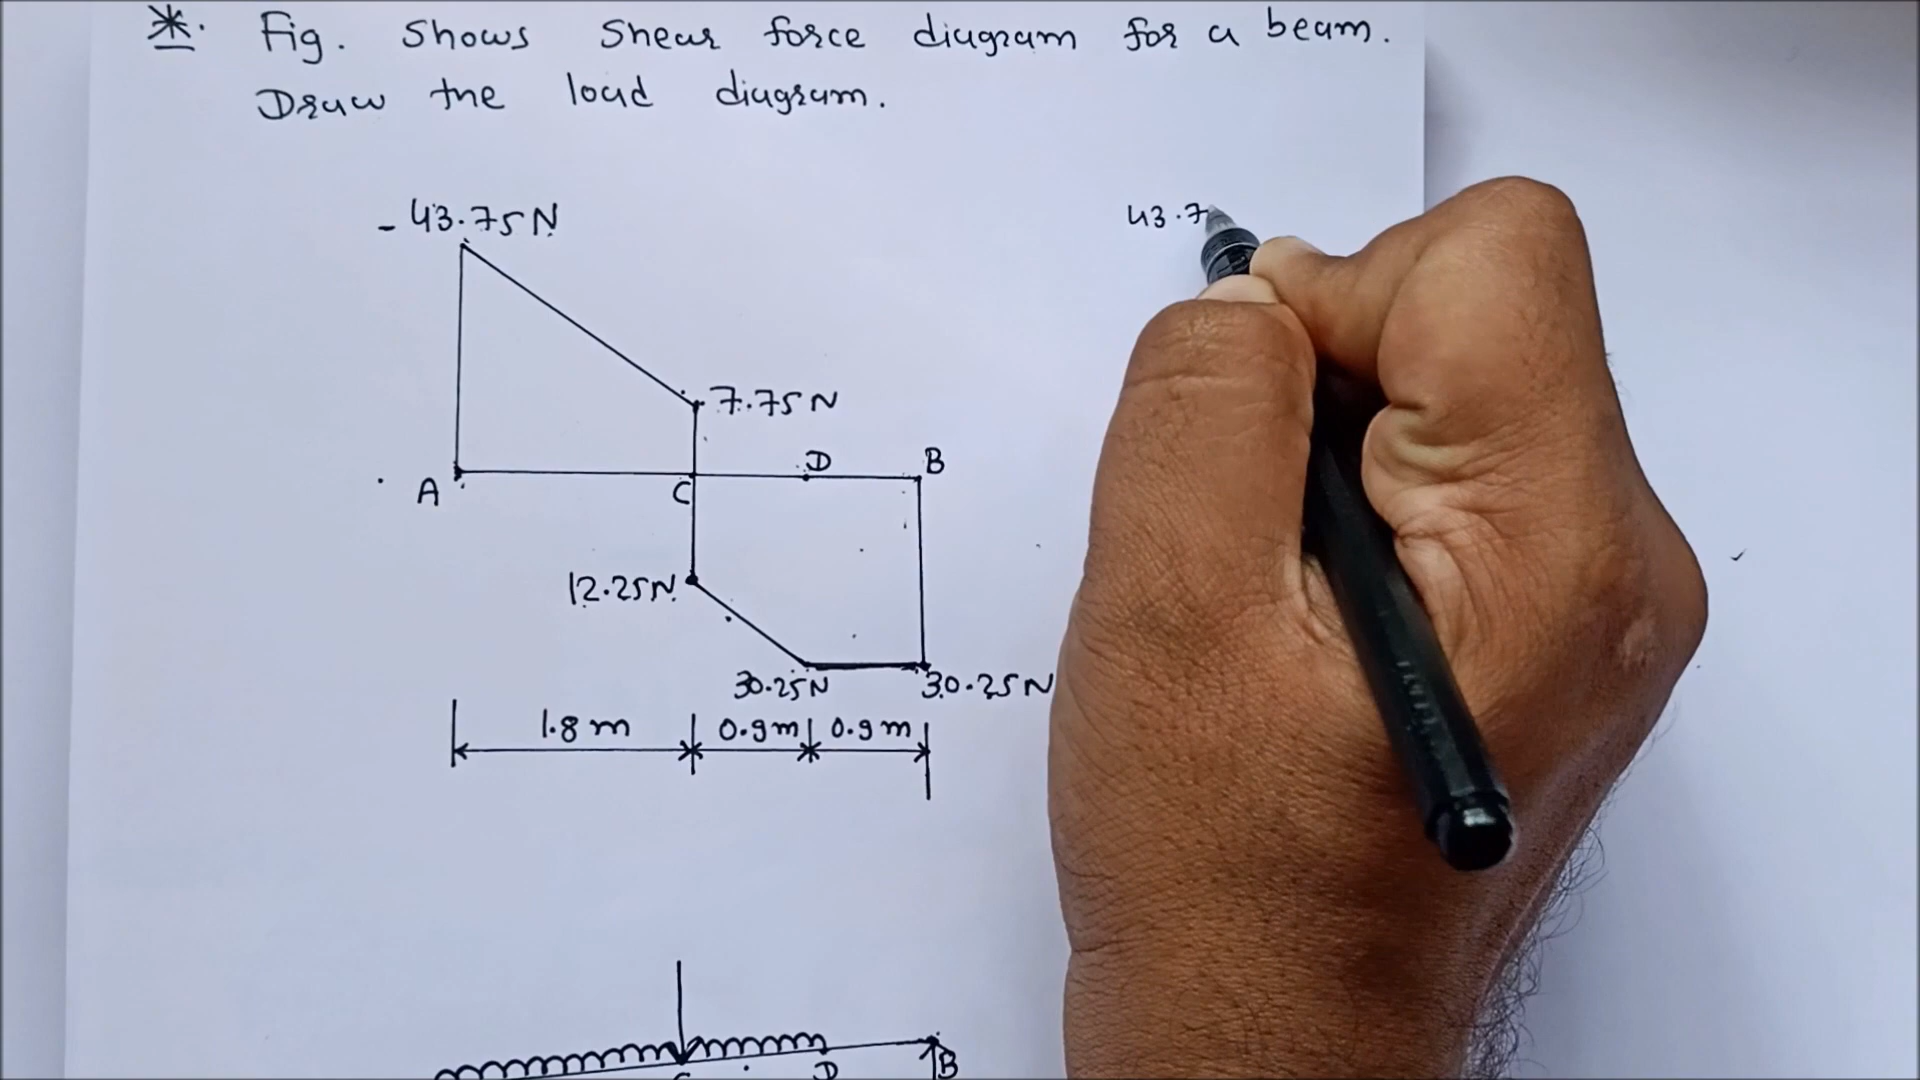 *. Fig. Shows Shear force diagram for a beam.
Draw the load diagram.
- 43.75N
43.7
7.75N
D B
A C
12.25N
30.25N 30.25N
1.8m 0.9m 0.9m
D B